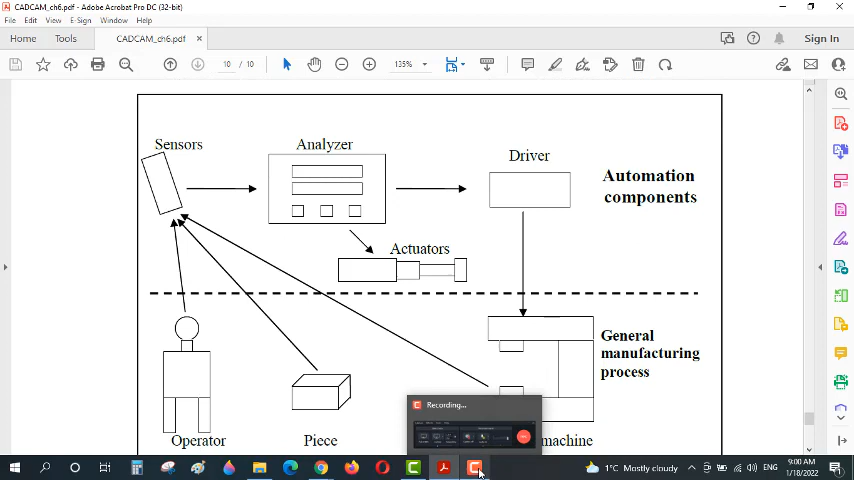 CADCAM_ch6.pdf - Adobe Acrobat Pro DC (32-bit)
File Edit View E-Sign Window Help
Home Tools CADCAM_ch6.pdf Sign In
10 / 10 135%
Sensors Analyzer
Driver
Automation
components
Actuators
General
manufacturing
process
Recording...
Operator Piece machine
1°C Mostly cloudy ENG 9:00 AM
1/18/2022